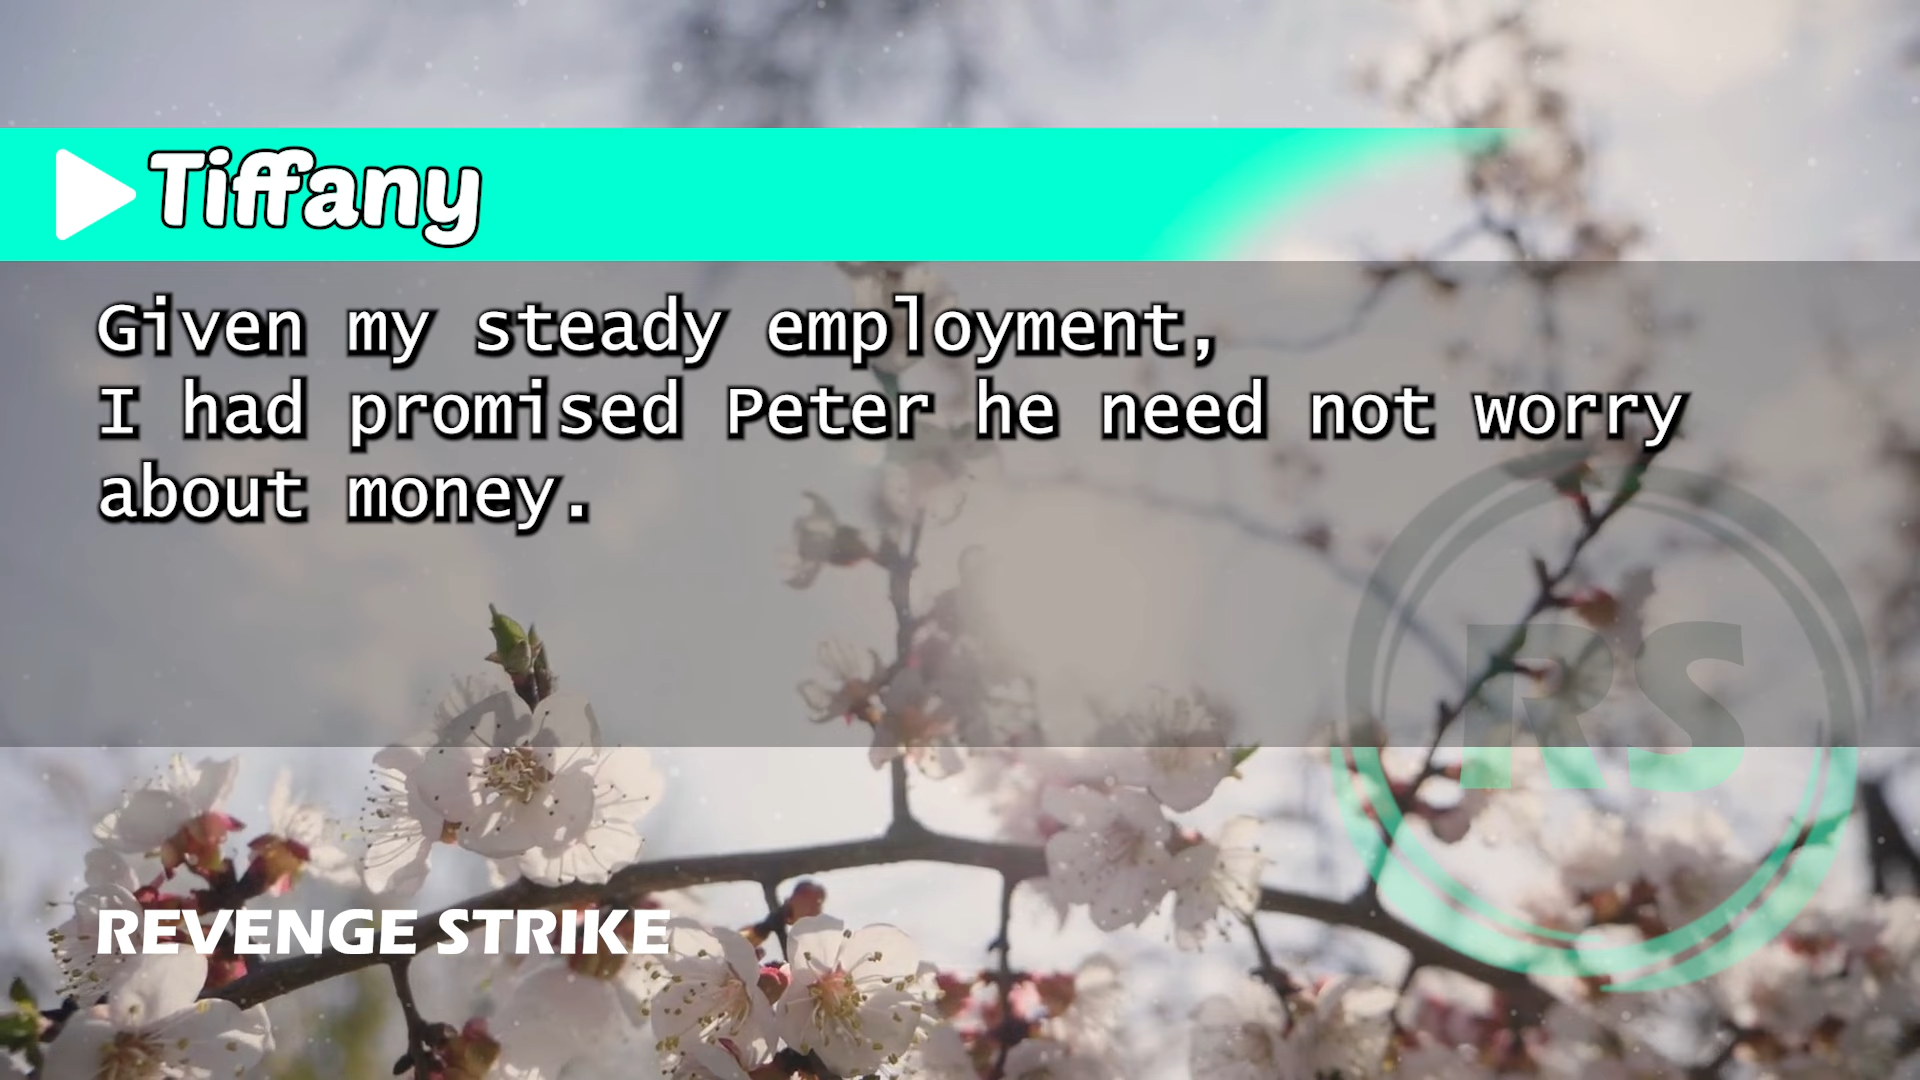 Tiffany
Given my steady employment,
I had promised Peter he need not worry
about money.
RS
REVENGE STRIKE